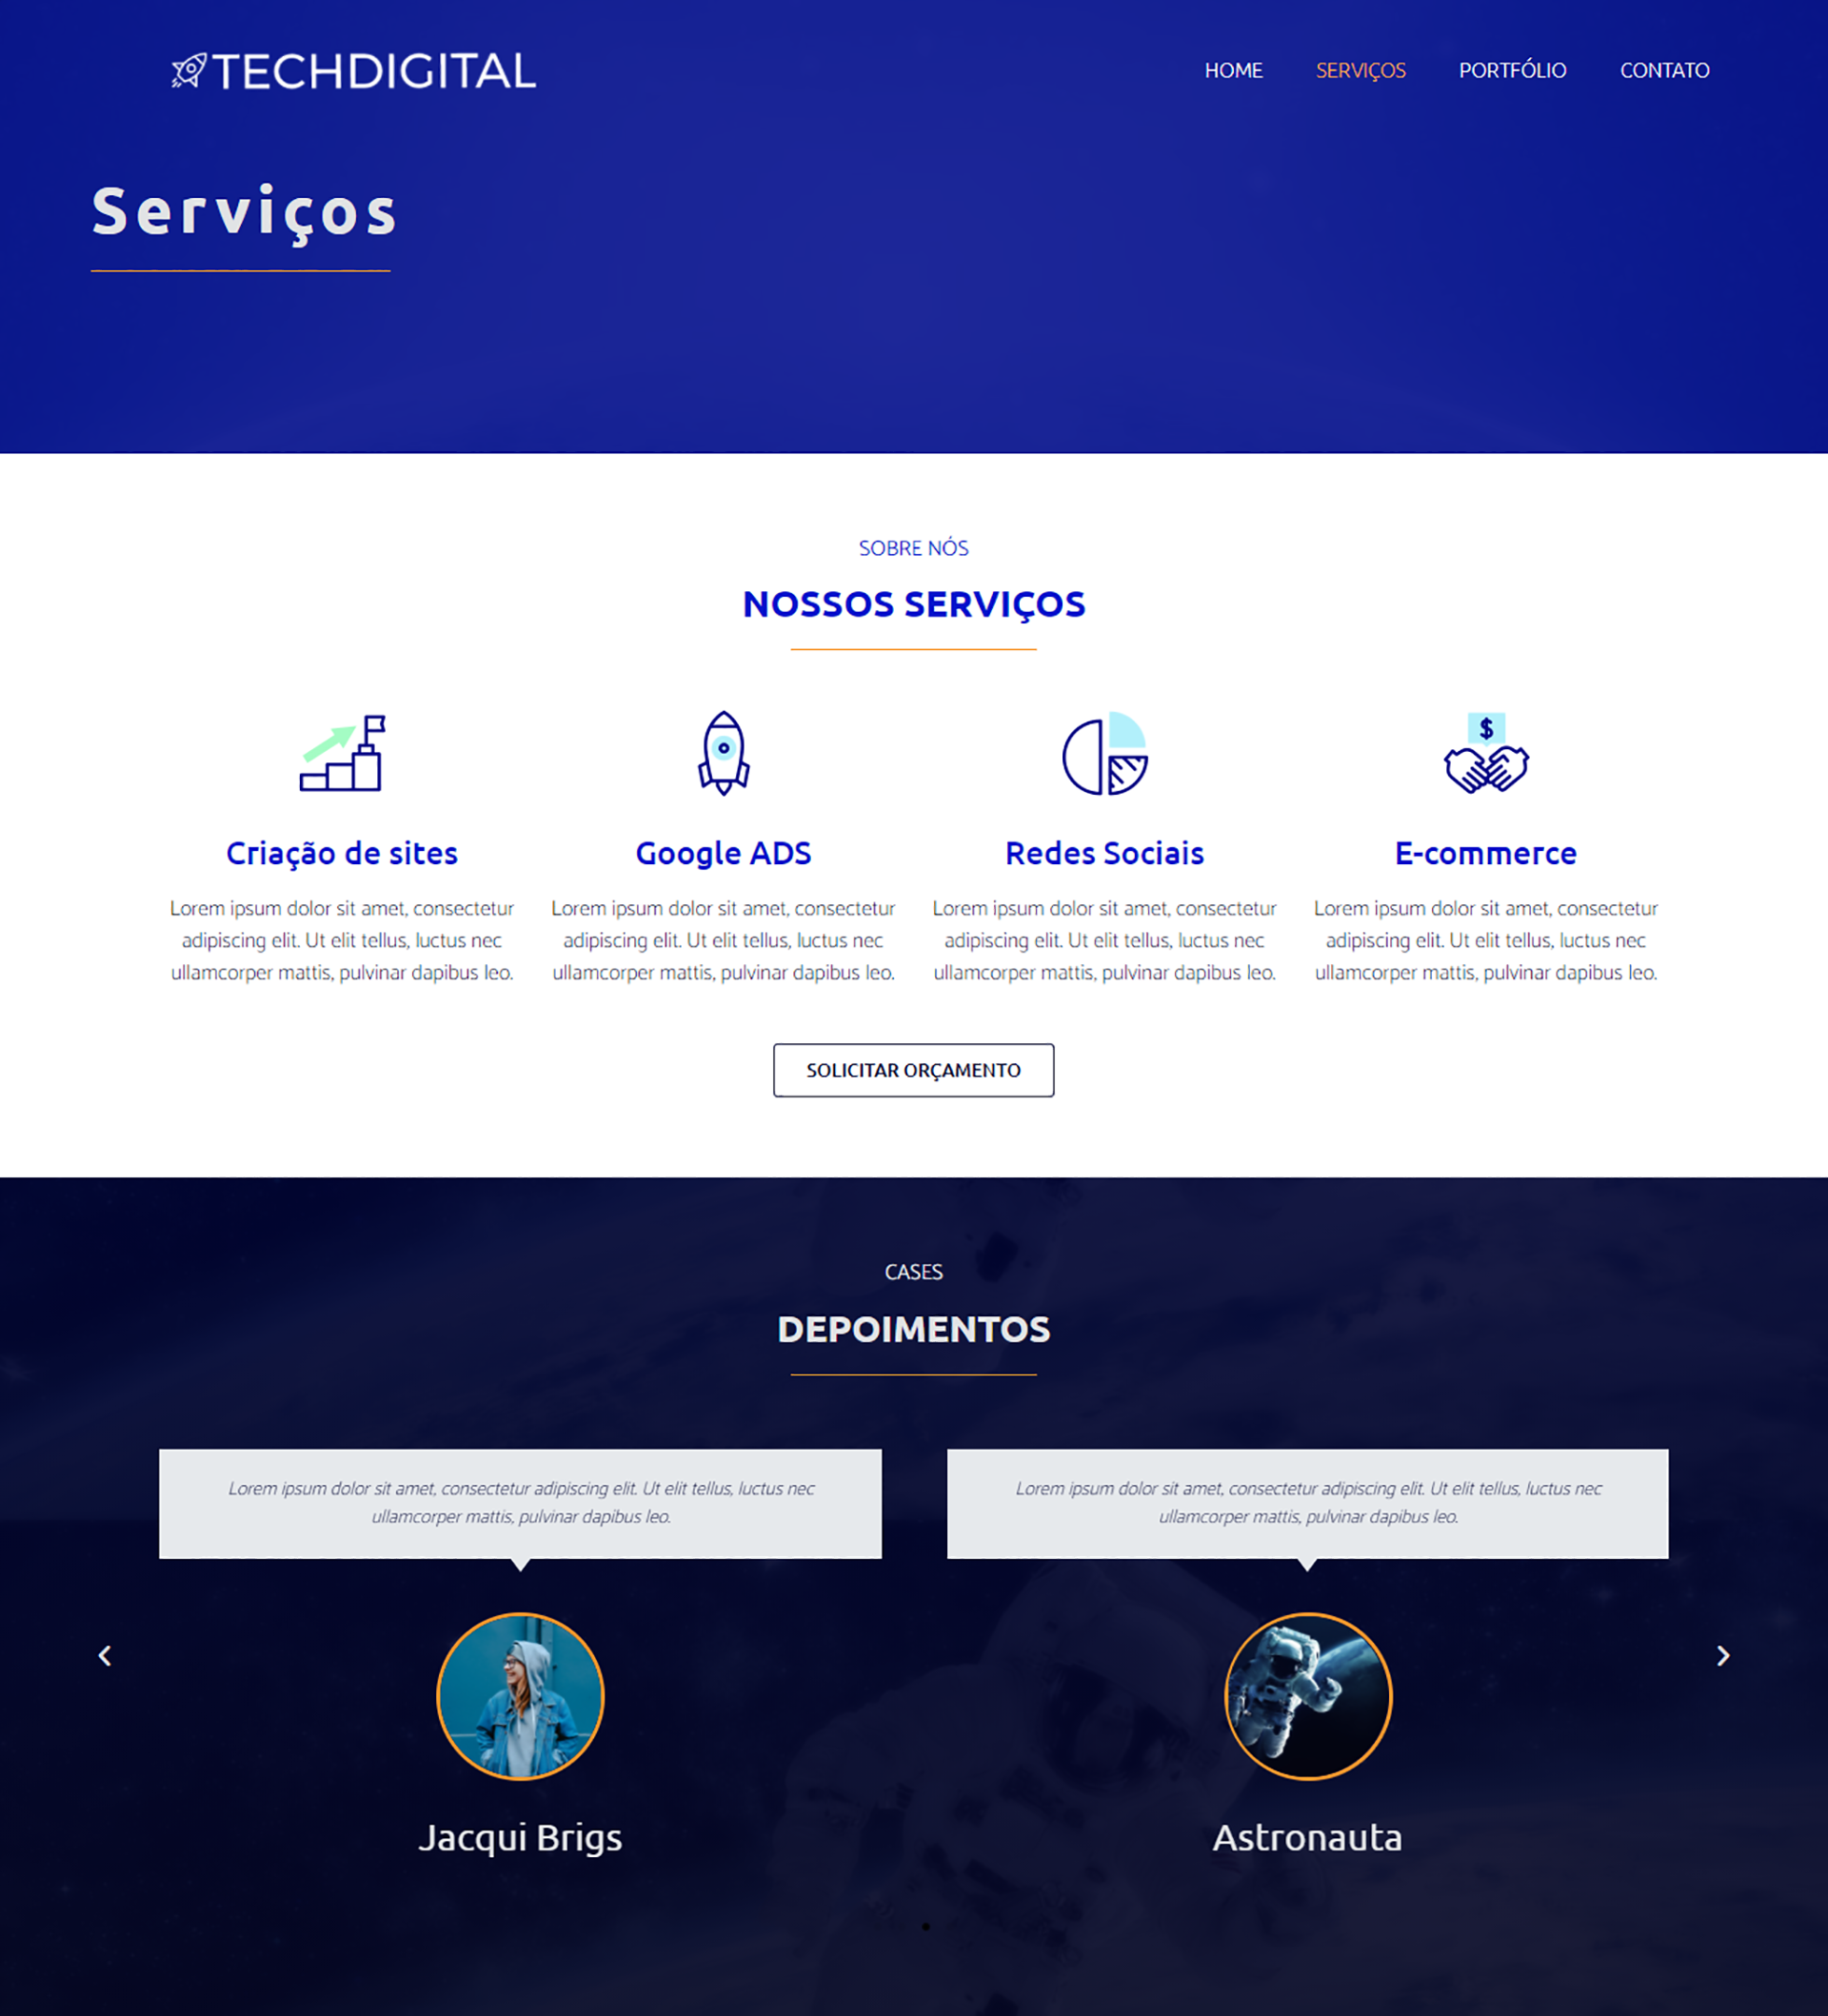 TECHDIGITAL
HOME SERVIÇOS PORTFÓLIO CONTATO
Serviços
SOBRE NÓS
NOSSOS SERVIÇOS
$
Criação de sites
Lorem ipsum dolor sit amet, consectetur
adipiscing elit. Ut elit tellus, luctus nec
ullamcorper mattis, pulvinar dapibus leo.
Google ADS
Lorem ipsum dolor sit amet, consectetur
adipiscing elit. Ut elit tellus, luctus nec
ullamcorper mattis, pulvinar dapibus leo.
Redes Sociais
Lorem ipsum dolor sit amet, consectetur
adipiscing elit. Ut elit tellus, luctus nec
ullamcorper mattis, pulvinar dapibus leo.
E-commerce
Lorem ipsum dolor sit amet, consectetur
adipiscing elit. Ut elit tellus, luctus nec
ullamcorper mattis, pulvinar dapibus leo.
SOLICITAR ORÇAMENTO
CASES
DEPOIMENTOS
Lorem ipsum dolor sit amet, consectetur adipiscing elit. Ut elit tellus, luctus nec
ullamcorper mattis, pulvinar dapibus leo.
Jacqui Brigs
Lorem ipsum dolor sit amet, consectetur adipiscing elit. Ut elit tellus, luctus nec
ullamcorper mattis, pulvinar dapibus leo.
Astronauta